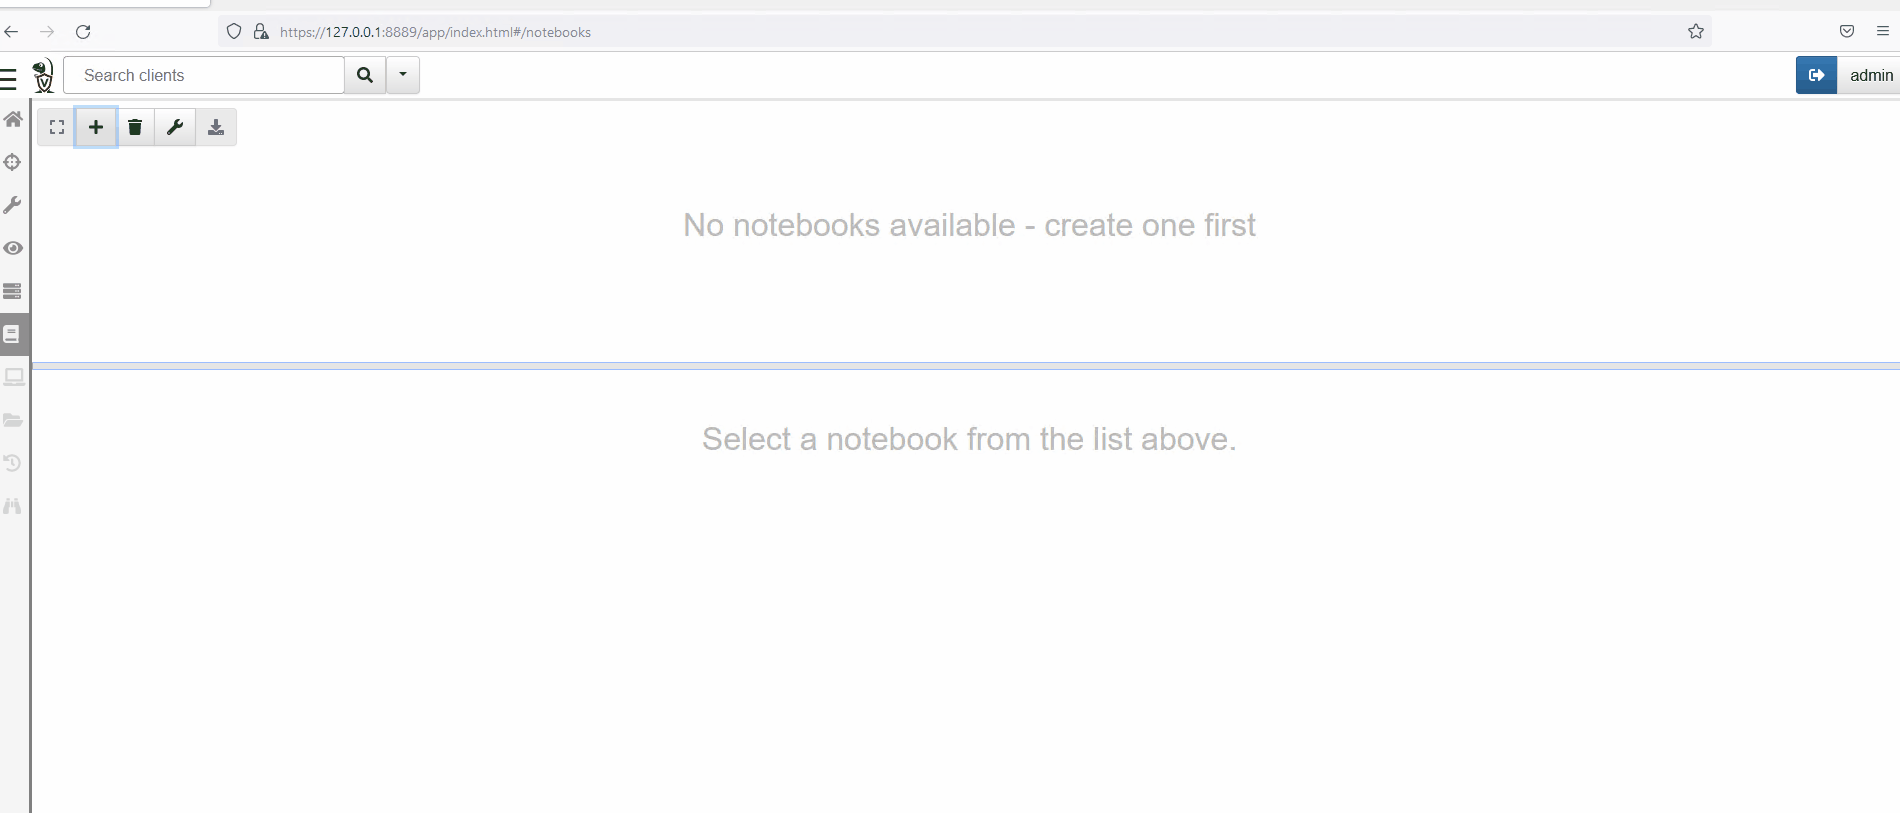 https://127.0.0.1:8889/app/index.html#/notebooks
Search clients
admin
No notebooks available - create one first
Select a notebook from the list above.